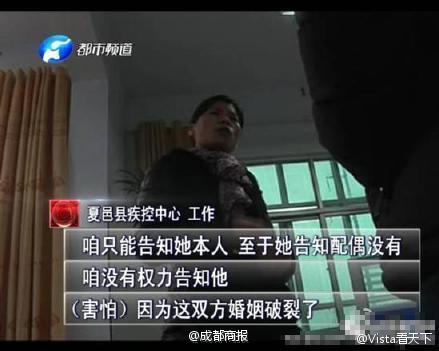 都市频道
夏邑县疾控中心 工作
咱只能告知她本人 至于她告知配偶没有
咱没有权力告知他
（害怕）因为这双方婚姻破裂了
@成都商报
@Vista看天下